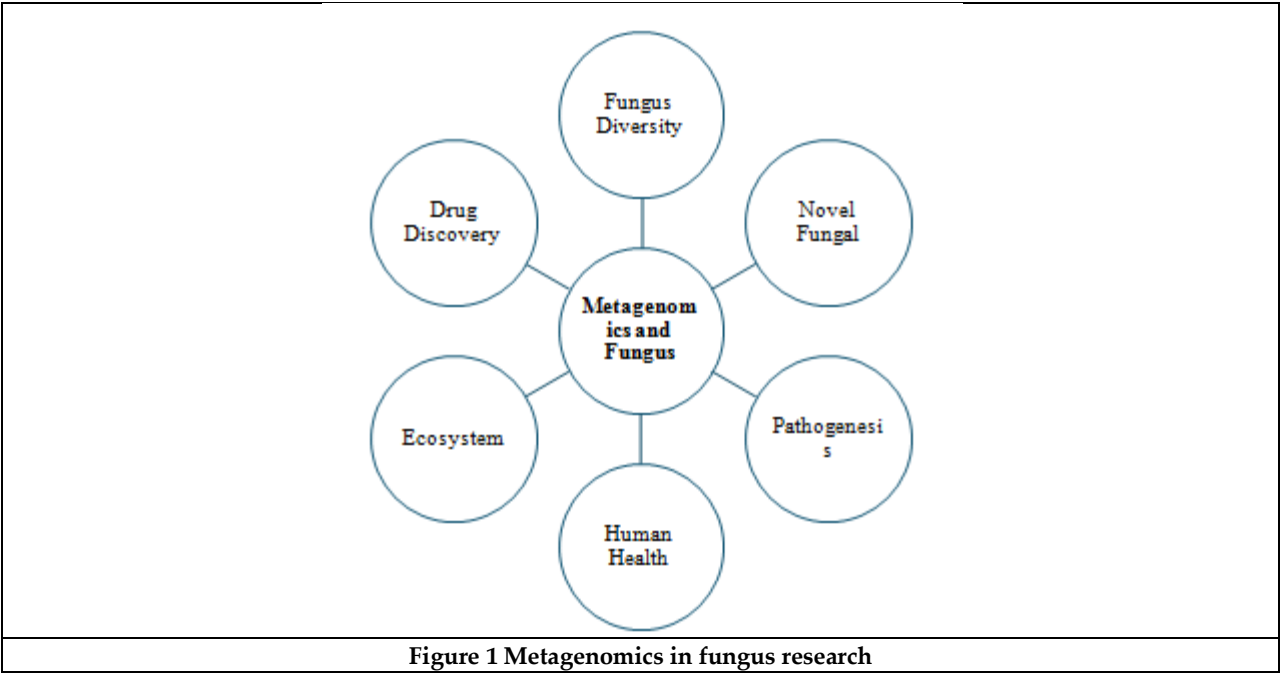 Fungus
Diversity
Drug
Discovery
Novel
Fungal
Metagenom
ics and
Fungus
Ecosystem
Pathogenesi
s
Human
Health
Figure 1 Metagenomics in fungus research